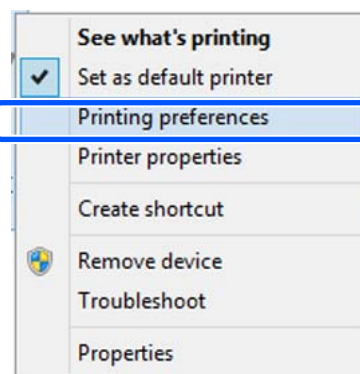 See what's printing
Set as default printer
Printing preferences
Printer properties
Create shortcut
Remove device
Troubleshoot
Properties